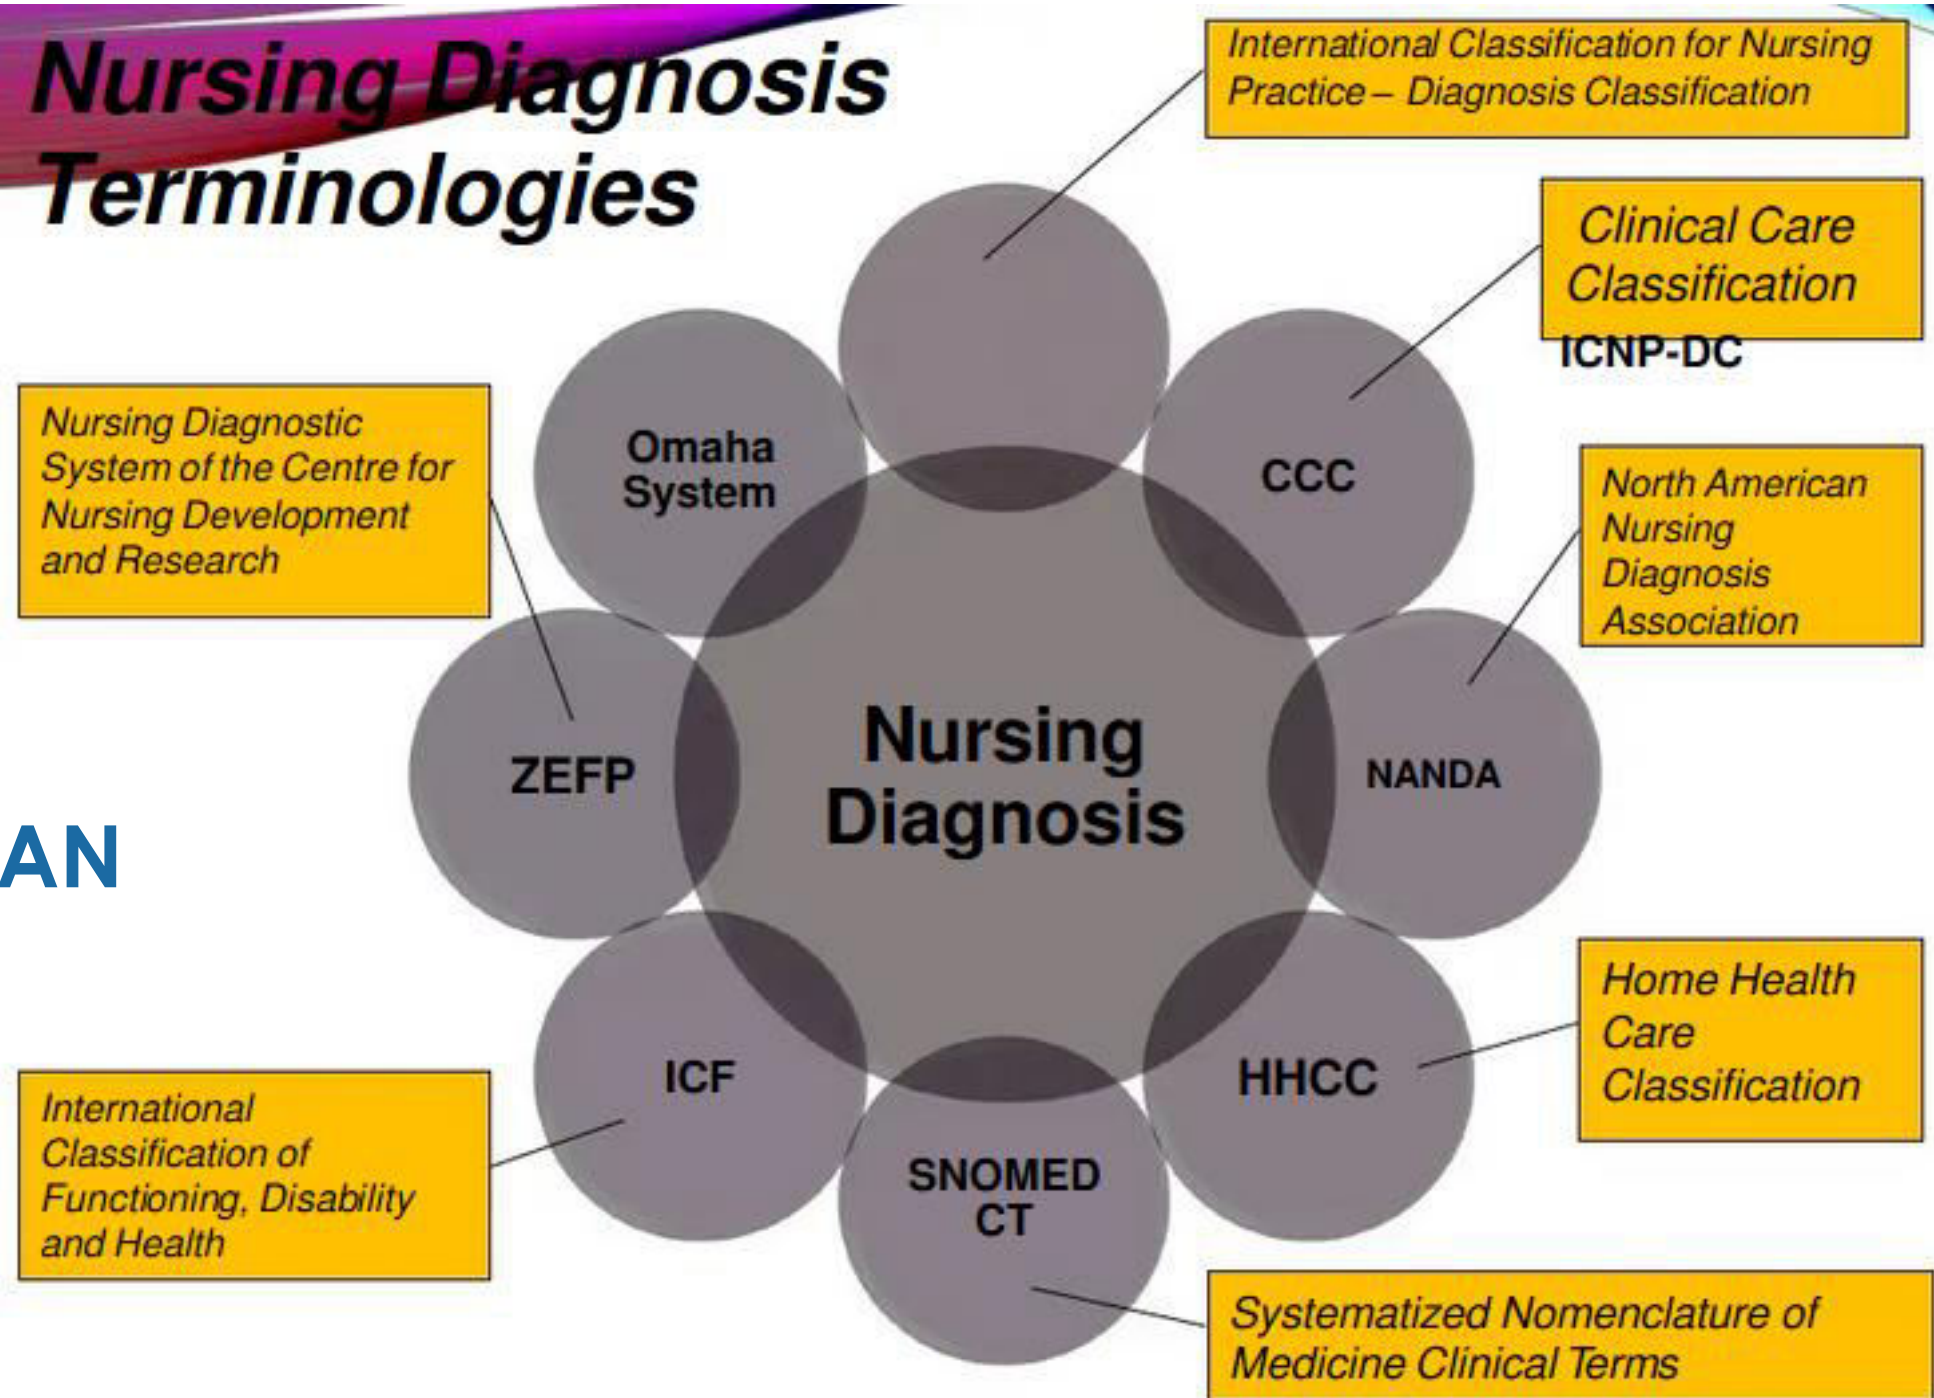 Nursing Diagnosis
Terminologies
International Classification for Nursing
Practice – Diagnosis Classification
Clinical Care
Classification
ICNP-DC
Nursing Diagnostic
System of the Centre for
Nursing Development
and Research
Omaha
System
CCC
North American
Nursing
Diagnosis
Association
ZEFP
Nursing
Diagnosis
NANDA
AN
Home Health
Care
Classification
ICF
HHCC
International
Classification of
Functioning, Disability
and Health
SNOMED
CT
Systematized Nomenclature of
Medicine Clinical Terms